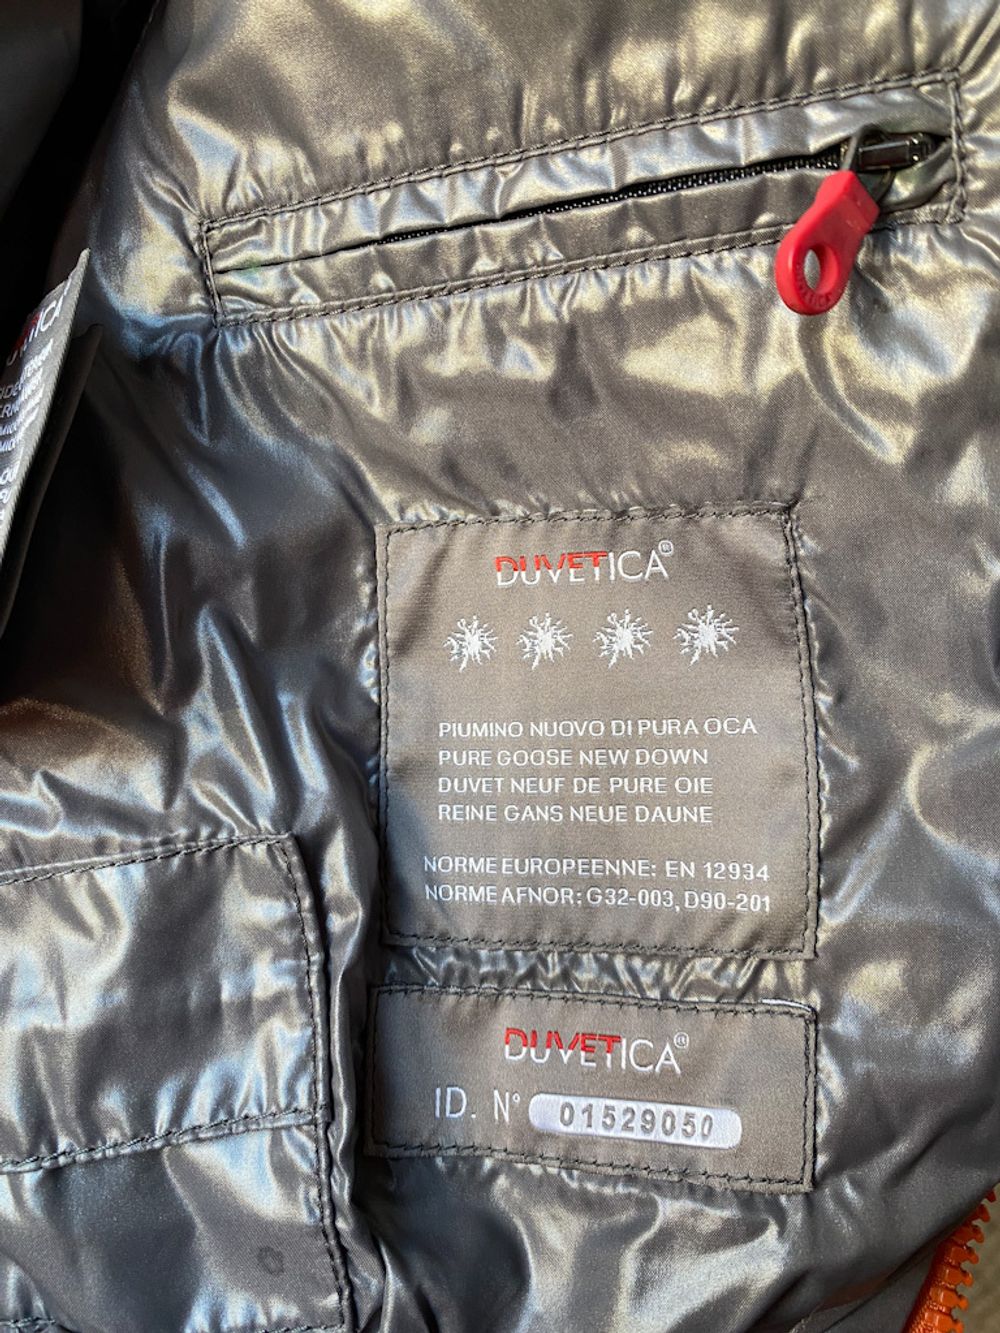 DUVETICA®
PIUMINO NUOVO DI PURA OCA
PURE GOOSE NEW DOWN
DUVET NEUF DE PURE OIE
REINE GANS NEUE DAUNE
NORME EUROPEENNE: EN 12934
NORME AFNOR: G32-003, D90-201
DUVETICA®
ID. N° 01529050